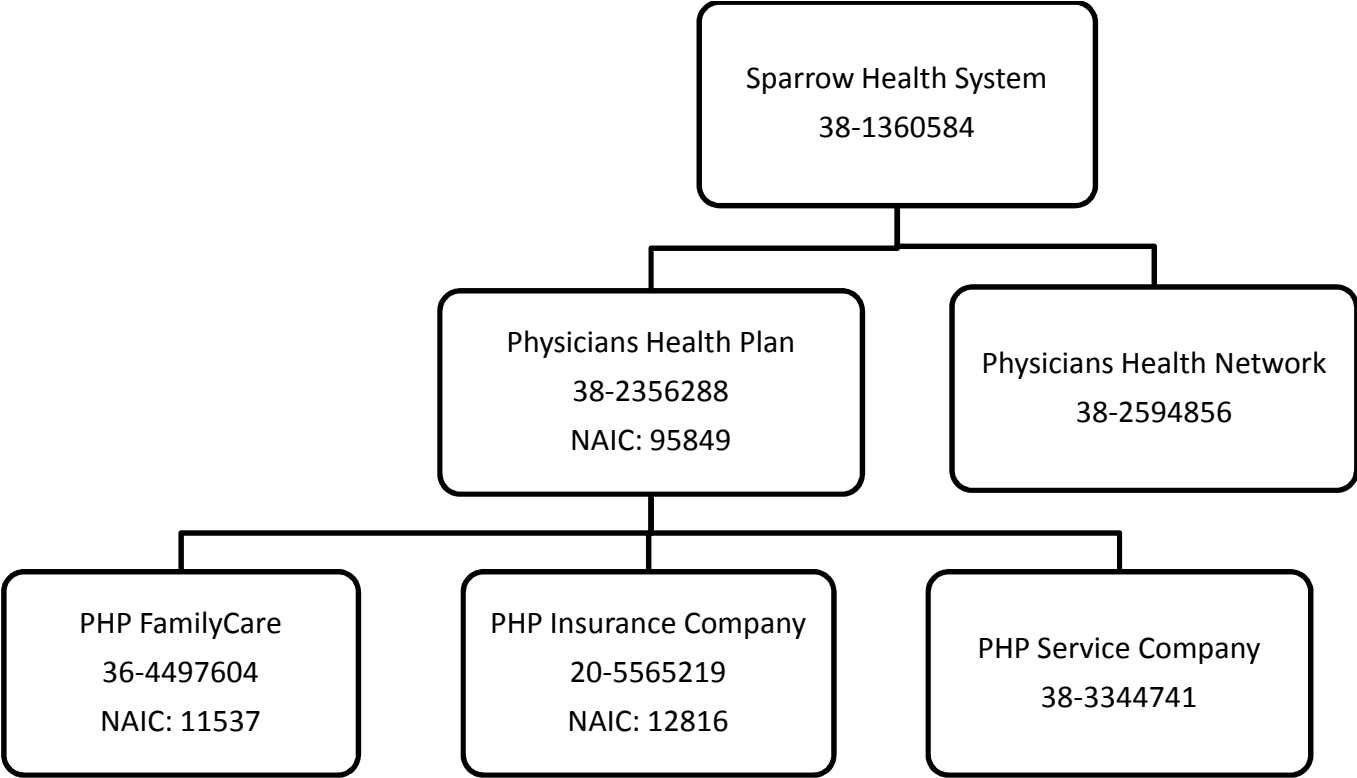 Sparrow Health System
38-1360584
Physicians Health Plan
38-2356288
NAIC: 95849
Physicians Health Network
38-2594856
PHP FamilyCare
36-4497604
NAIC: 11537
PHP Insurance Company
20-5565219
NAIC: 12816
PHP Service Company
38-3344741